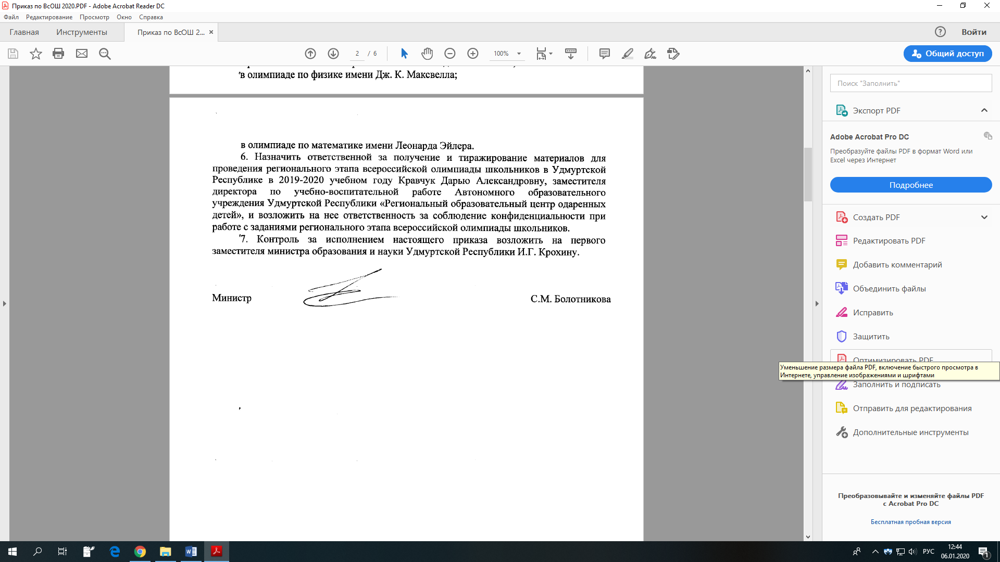 Приказ по ВсОШ 2020.PDF - Adobe Acrobat Reader DC
Файл Редактирование Просмотр Окно Справка
Главная Инструменты Приказ по ВсОШ 2... ×
? Войти
2 / 6 100%
Общий доступ
в олимпиаде по физике имени Дж. К. Максвелла;
в олимпиаде по математике имени Леонарда Эйлера.
6. Назначить ответственной за получение и тиражирование материалов для
проведения регионального этапа всероссийской олимпиады школьников в Удмуртской
Республике в 2019-2020 учебном году Кравчук Дарью Александровну, заместителя
директора по учебно-воспитательной работе Автономного образовательного
учреждения Удмуртской Республики «Региональный образовательный центр одаренных
детей», и возложить на нее ответственность за соблюдение конфиденциальности при
работе с заданиями регионального этапа всероссийской олимпиады школьников.
7. Контроль за исполнением настоящего приказа возложить на первого
заместителя министра образования и науки Удмуртской Республики И.Г. Крохину.
Министр С.М. Болотникова
Поиск "Заполнить"
Экспорт PDF
Adobe Acrobat Pro DC
Преобразуйте файлы PDF в формат Word или
Excel через Интернет
Подробнее
Создать PDF
Редактировать PDF
Добавить комментарий
Объединить файлы
Исправить
Защитить
Оптимизировать PDF
Уменьшение размера файла PDF, включение быстрого просмотра в
Интернете, управление изображениями и шрифтами
Заполнить и подписать
Отправить для редактирования
Дополнительные инструменты
Преобразовывайте и изменяйте файлы PDF
с Acrobat Pro DC
Бесплатная пробная версия
РУС
12:44
06.01.2020
1